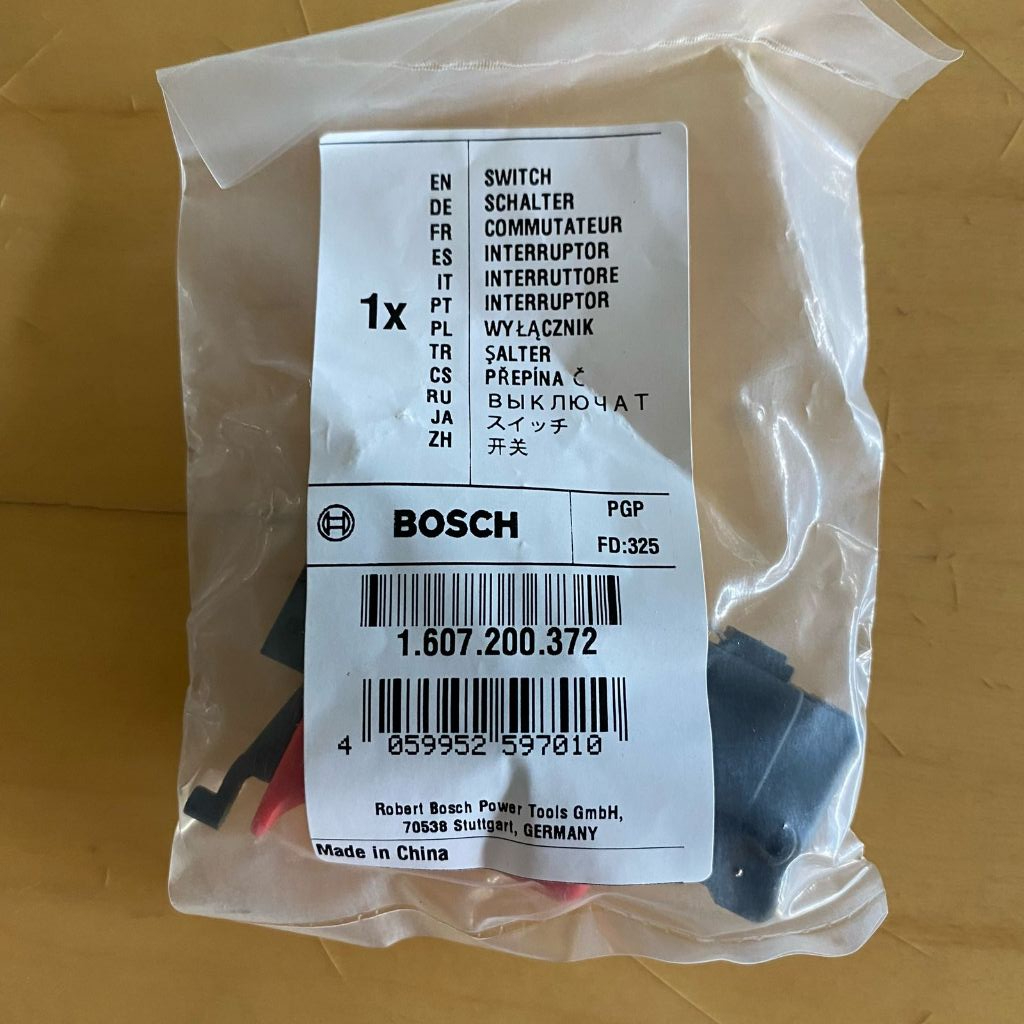 1x
EN SWITCH
DE SCHALTER
FR COMMUTATEUR
ES INTERRUPTOR
IT INTERRUTTORE
PT INTERRUPTOR
PL WYŁĄCZNIK
TR ŞALTER
CS PŘEPÍNA Č
RU ВЫКЛЮЧАТ
JA スイッチ
ZH 开关
BOSCH
PGP
FD:325
1.607.200.372
4 059952 597010
Robert Bosch Power Tools GmbH,
70538 Stuttgart, GERMANY
Made in China